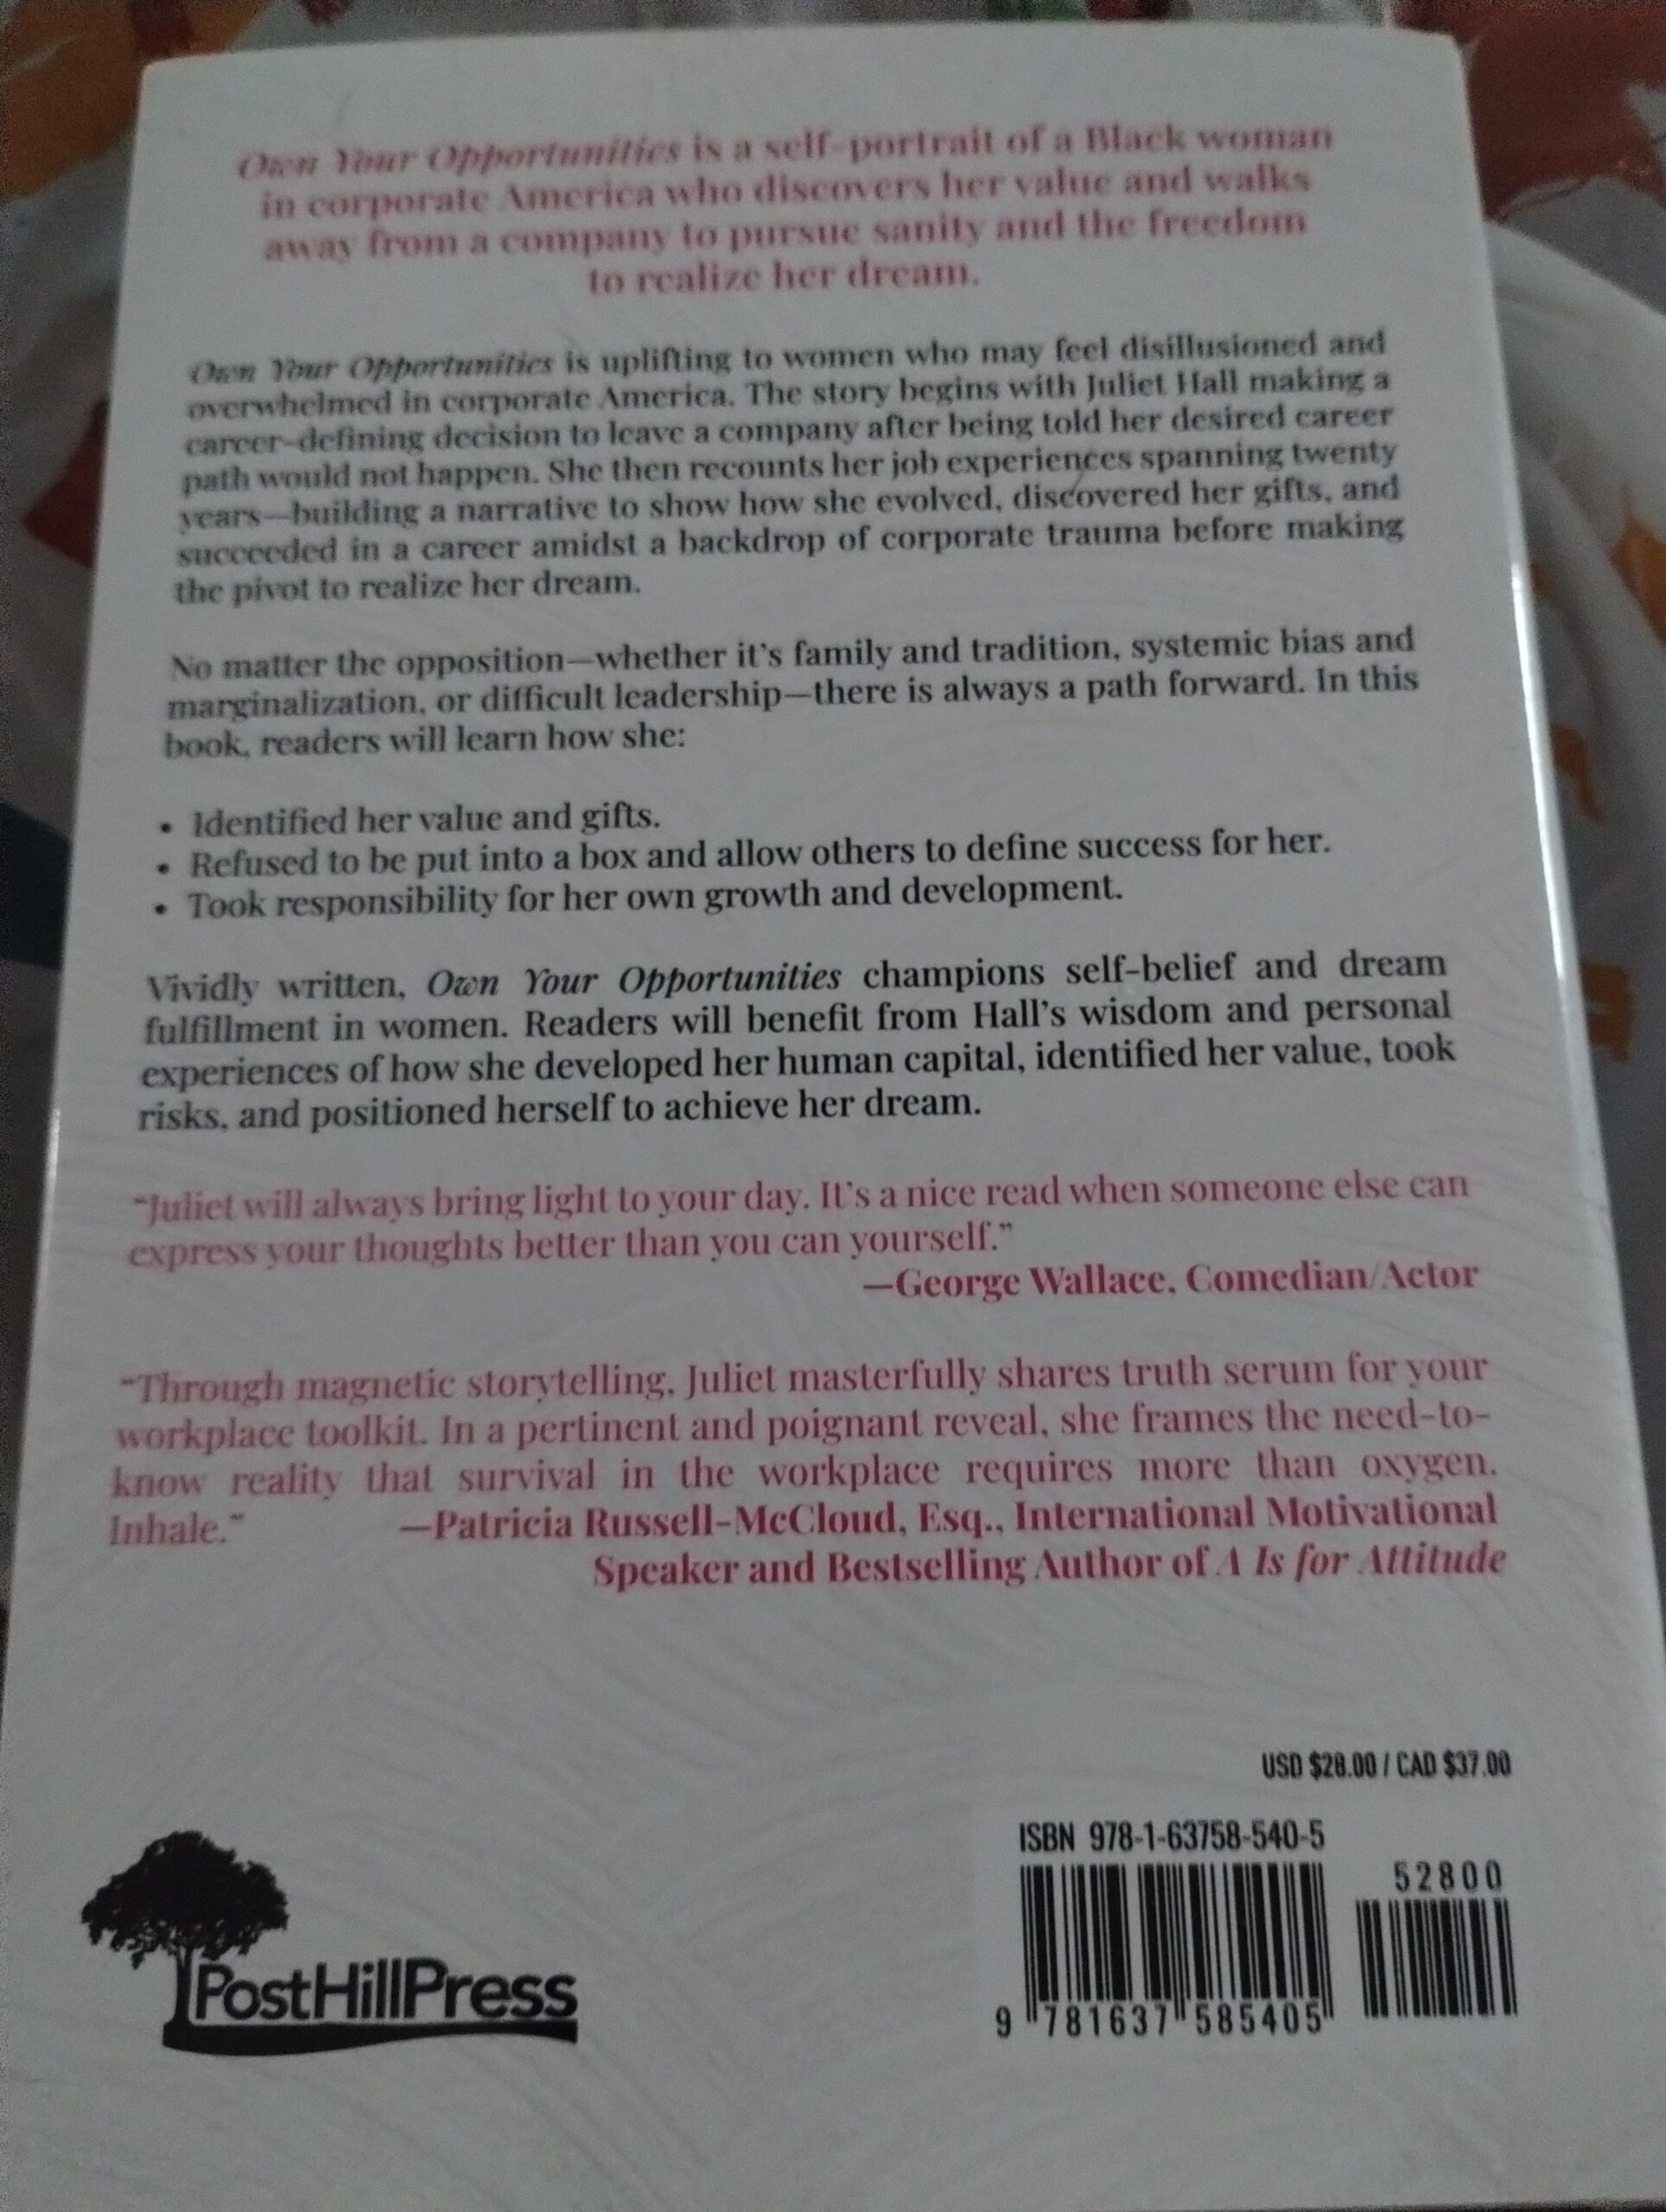 Own Your Opportunities is a self-portrait of a Black woman
in corporate America who discovers her value and walks
away from a company to pursue sanity and the freedom
to realize her dream.
Own Your Opportunities is uplifting to women who may feel disillusioned and
overwhelmed in corporate America. The story begins with Juliet Hall making a
career-defining decision to leave a company after being told her desired career
path would not happen. She then recounts her job experiences spanning twenty
years—building a narrative to show how she evolved, discovered her gifts, and
succeeded in a career amidst a backdrop of corporate trauma before making
the pivot to realize her dream.
No matter the opposition—whether it's family and tradition, systemic bias and
marginalization, or difficult leadership—there is always a path forward. In this
book, readers will learn how she:
• Identified her value and gifts.
• Refused to be put into a box and allow others to define success for her.
• Took responsibility for her own growth and development.
Vividly written, Own Your Opportunities champions self-belief and dream
fulfillment in women. Readers will benefit from Hall's wisdom and personal
experiences of how she developed her human capital, identified her value, took
risks, and positioned herself to achieve her dream.
"Juliet will always bring light to your day. It's a nice read when someone else can
express your thoughts better than you can yourself."
—George Wallace, Comedian/Actor
"Through magnetic storytelling, Juliet masterfully shares truth serum for your
workplace toolkit. In a pertinent and poignant reveal, she frames the need-to-
know reality that survival in the workplace requires more than oxygen.
Inhale." —Patricia Russell-McCloud, Esq., International Motivational
Speaker and Bestselling Author of A Is for Attitude
USD $28.00 / CAD $37.00
ISBN 978-1-63758-540-5
52800
PostHillPress
9 781637 585405